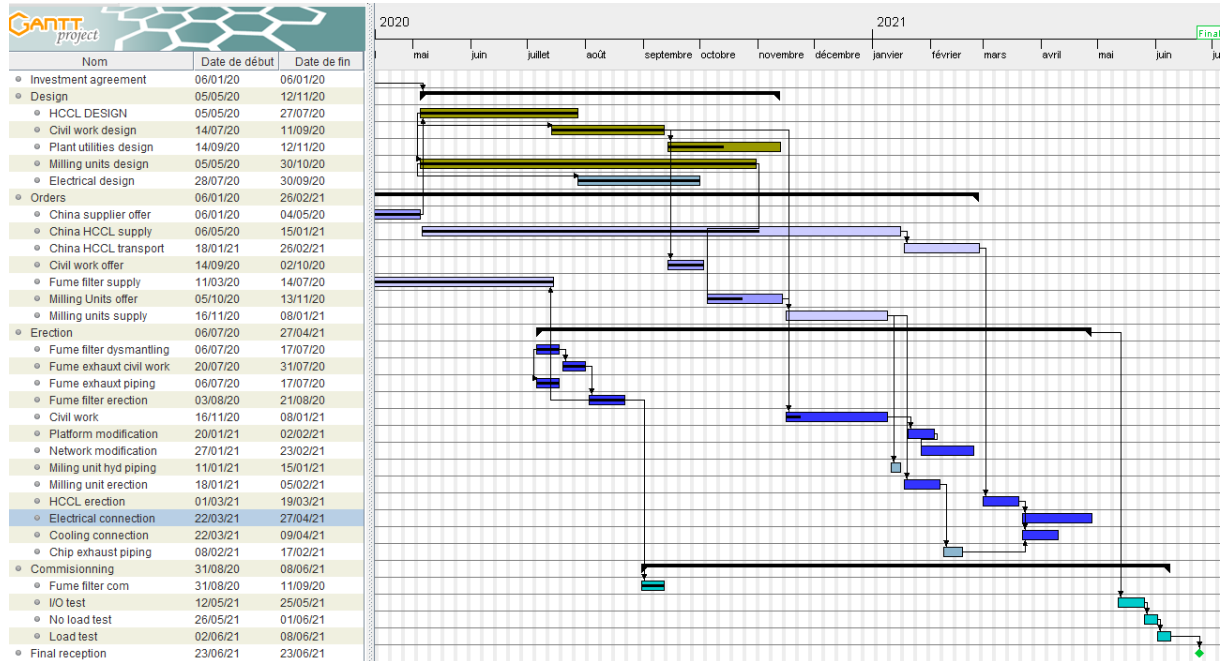 GANTT
project
2020 2021
Final
mai juin juillet août septembre octobre novembre décembre janvier février mars avril mai juin
Nom Date de début Date de fin
Investment agreement 06/01/20 06/01/20
Design 05/05/20 12/11/20
HCCL DESIGN 05/05/20 27/07/20
Civil work design 14/07/20 11/09/20
Plant utilities design 14/09/20 12/11/20
Milling units design 05/05/20 30/10/20
Electrical design 28/07/20 30/09/20
Orders 06/01/20 26/02/21
China supplier offer 06/01/20 04/05/20
China HCCL supply 06/05/20 15/01/21
China HCCL transport 18/01/21 26/02/21
Civil work offer 14/09/20 02/10/20
Fume filter supply 11/03/20 14/07/20
Milling Units offer 05/10/20 13/11/20
Milling units supply 16/11/20 08/01/21
Erection 06/07/20 27/04/21
Fume filter dysmantling 06/07/20 17/07/20
Fume exhauxt civil work 20/07/20 31/07/20
Fume exhauxt piping 06/07/20 17/07/20
Fume filter erection 03/08/20 21/08/20
Civil work 16/11/20 08/01/21
Platform modification 20/01/21 02/02/21
Network modification 27/01/21 23/02/21
Miling unit hyd piping 11/01/21 15/01/21
Milling unit erection 18/01/21 05/02/21
HCCL erection 01/03/21 19/03/21
Electrical connection 22/03/21 27/04/21
Cooling connection 22/03/21 09/04/21
Chip exhaust piping 08/02/21 17/02/21
Commisionning 31/08/20 08/06/21
Fume filter com 31/08/20 11/09/20
I/O test 12/05/21 25/05/21
No load test 26/05/21 01/06/21
Load test 02/06/21 08/06/21
Final reception 23/06/21 23/06/21